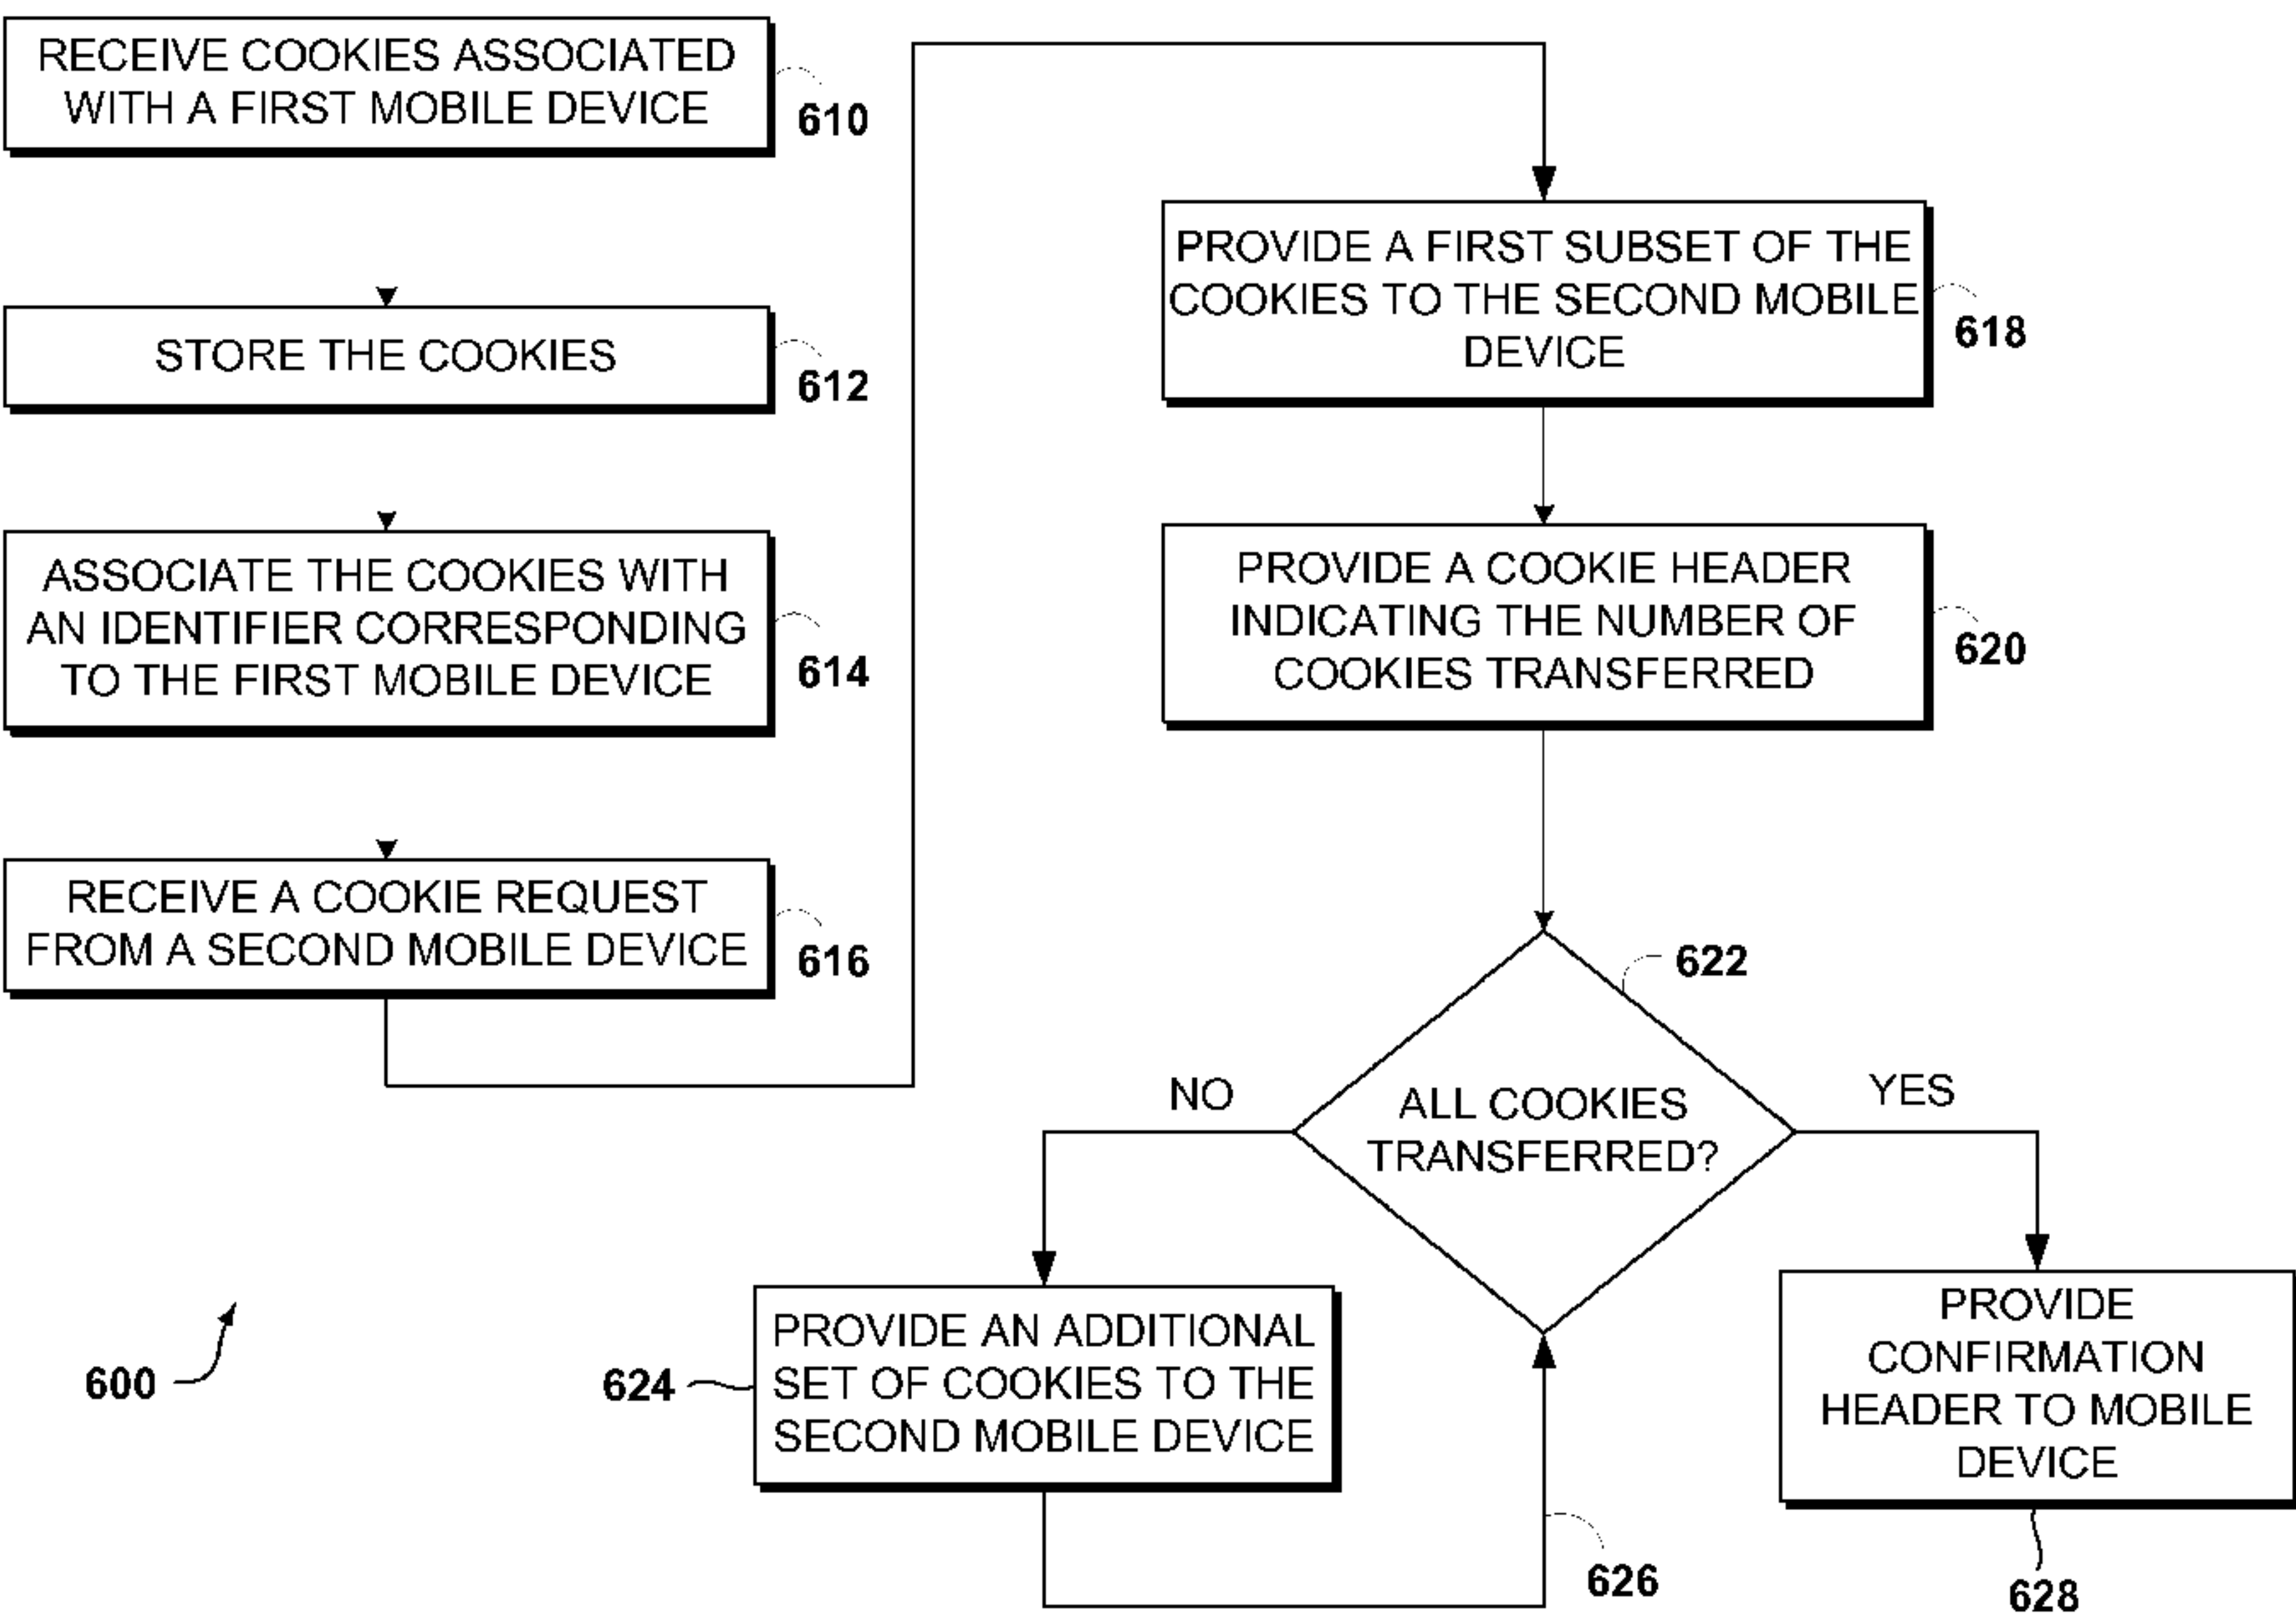 RECEIVE COOKIES ASSOCIATED
WITH A FIRST MOBILE DEVICE
610
STORE THE COOKIES
612
ASSOCIATE THE COOKIES WITH
AN IDENTIFIER CORRESPONDING
TO THE FIRST MOBILE DEVICE
614
RECEIVE A COOKIE REQUEST
FROM A SECOND MOBILE DEVICE
616
PROVIDE A FIRST SUBSET OF THE
COOKIES TO THE SECOND MOBILE
DEVICE
618
PROVIDE A COOKIE HEADER
INDICATING THE NUMBER OF
COOKIES TRANSFERRED
620
622
ALL COOKIES
TRANSFERRED?
NO
YES
PROVIDE AN ADDITIONAL
SET OF COOKIES TO THE
SECOND MOBILE DEVICE
624
626
PROVIDE
CONFIRMATION
HEADER TO MOBILE
DEVICE
628
600